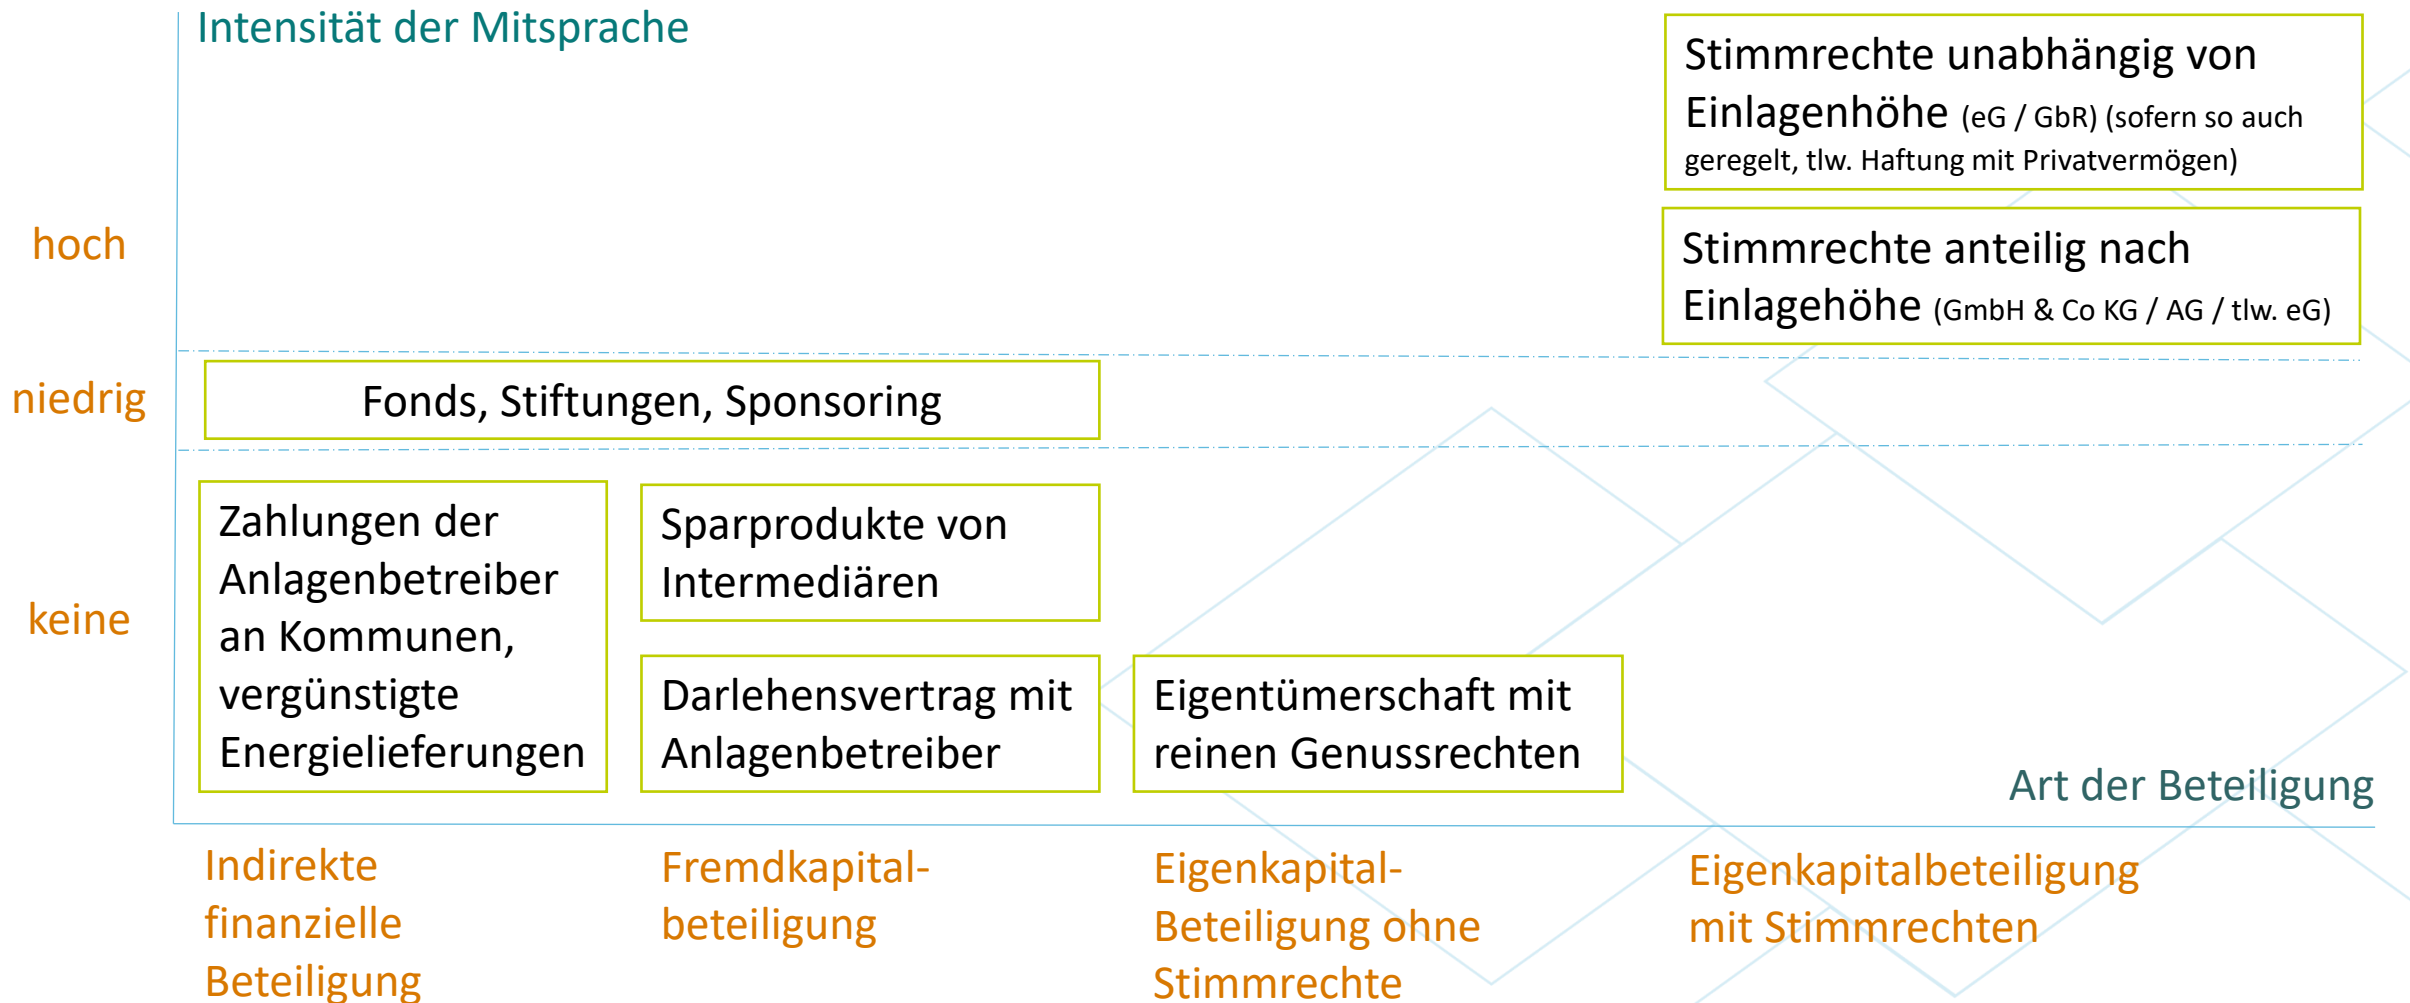 Intensität der Mitsprache
Stimmrechte unabhängig von
Einlagenhöhe (eG / GbR) (sofern so auch
geregelt, tlw. Haftung mit Privatvermögen)
hoch
Stimmrechte anteilig nach
Einlagehöhe (GmbH & Co KG / AG / tlw. eG)
niedrig
Fonds, Stiftungen, Sponsoring
keine
Zahlungen der
Anlagenbetreiber
an Kommunen,
vergünstigte
Energielieferungen
Sparprodukte von
Intermediären
Darlehensvertrag mit
Anlagenbetreiber
Eigentümerschaft mit
reinen Genussrechten
Art der Beteiligung
Indirekte
finanzielle
Beteiligung
Fremdkapital-
beteiligung
Eigenkapital-
Beteiligung ohne
Stimmrechte
Eigenkapitalbeteiligung
mit Stimmrechten